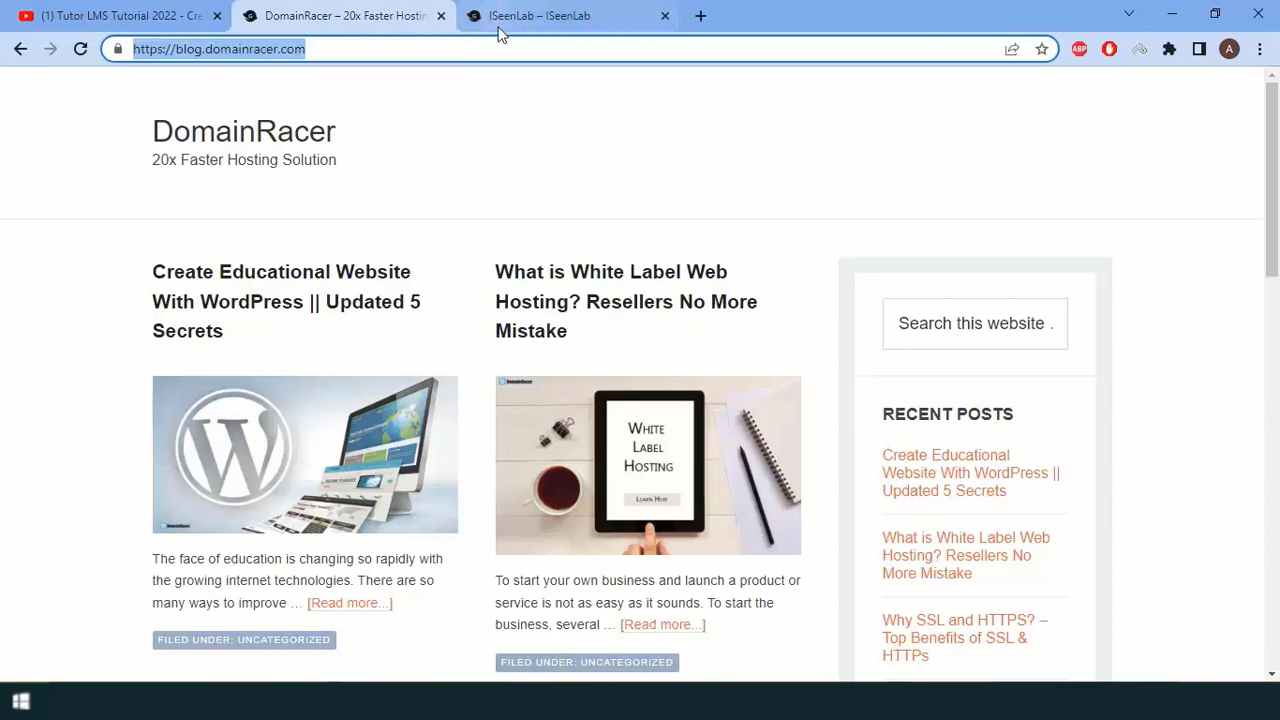 (1) Tutor LMS Tutorial 2022 - Cre
DomainRacer – 20x Faster Hostin
ISeenLab – ISeenLab
https://blog.domainracer.com
ABP
A
DomainRacer
20x Faster Hosting Solution
Create Educational Website
With WordPress || Updated 5
Secrets
What is White Label Web
Hosting? Resellers No More
Mistake
Search this website .
RECENT POSTS
DomainRacer
WHITE
LABEL
HOSTING
LEARN HOW
DomainRacer
Create Educational
Website With WordPress ||
Updated 5 Secrets
What is White Label Web
Hosting? Resellers No
More Mistake
Why SSL and HTTPS? –
Top Benefits of SSL &
HTTPs
The face of education is changing so rapidly with
the growing internet technologies. There are so
many ways to improve … [Read more...]
FILED UNDER: UNCATEGORIZED
To start your own business and launch a product or
service is not as easy as it sounds. To start the
business, several … [Read more...]
FILED UNDER: UNCATEGORIZED